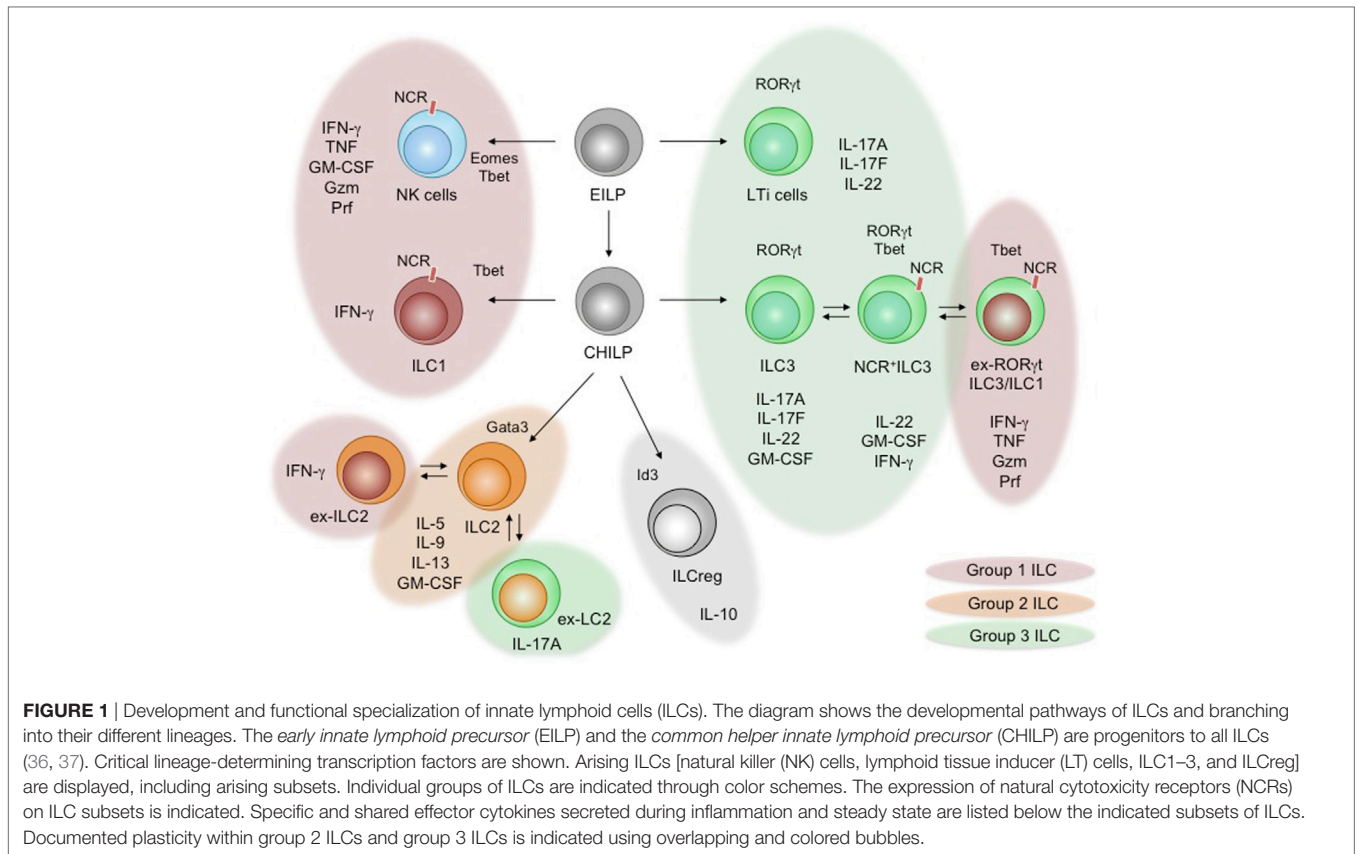 NCR
IFN-γ
TNF
GM-CSF
Gzm
Prf
NK cells
Eomes
Tbet
EILP
RORγt
LTi cells
IL-17A
IL-17F
IL-22
NCR
Tbet
IFN-γ
ILC1
CHILP
RORγt
ILC3
IL-17A
IL-17F
IL-22
GM-CSF
RORγt
Tbet
NCR
NCR⁺ILC3
IL-22
GM-CSF
IFN-γ
Tbet
NCR
ex-RORγt
ILC3/ILC1
IFN-γ
TNF
Gzm
Prf
Gata3
IFN-γ
ex-ILC2
ILC2
IL-5
IL-9
IL-13
GM-CSF
ex-LC2
IL-17A
Id3
ILCreg
IL-10
Group 1 ILC
Group 2 ILC
Group 3 ILC
FIGURE 1 | Development and functional specialization of innate lymphoid cells (ILCs). The diagram shows the developmental pathways of ILCs and branching
into their different lineages. The early innate lymphoid precursor (EILP) and the common helper innate lymphoid precursor (CHILP) are progenitors to all ILCs
(36, 37). Critical lineage-determining transcription factors are shown. Arising ILCs [natural killer (NK) cells, lymphoid tissue inducer (LT) cells, ILC1–3, and ILCreg]
are displayed, including arising subsets. Individual groups of ILCs are indicated through color schemes. The expression of natural cytotoxicity receptors (NCRs)
on ILC subsets is indicated. Specific and shared effector cytokines secreted during inflammation and steady state are listed below the indicated subsets of ILCs.
Documented plasticity within group 2 ILCs and group 3 ILCs is indicated using overlapping and colored bubbles.